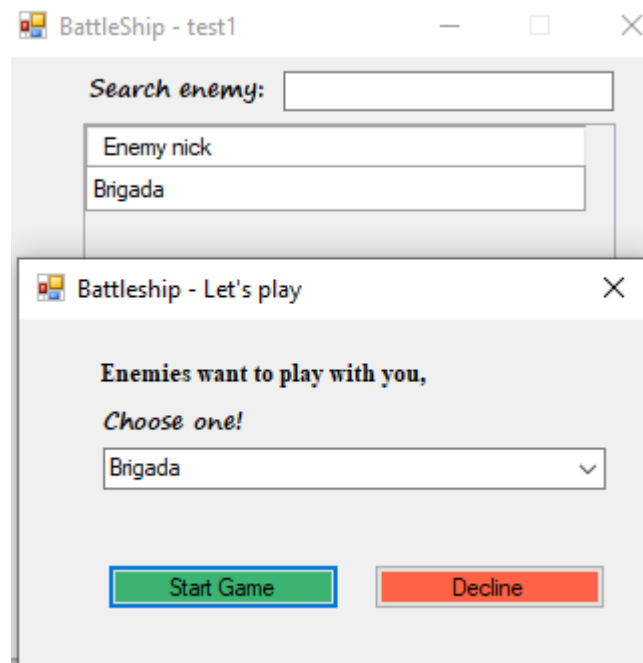 BattleShip - test1
Search enemy:
Enemy nick
Brigada
Battleship - Let's play
Enemies want to play with you,
Choose one!
Brigada
Start Game Decline